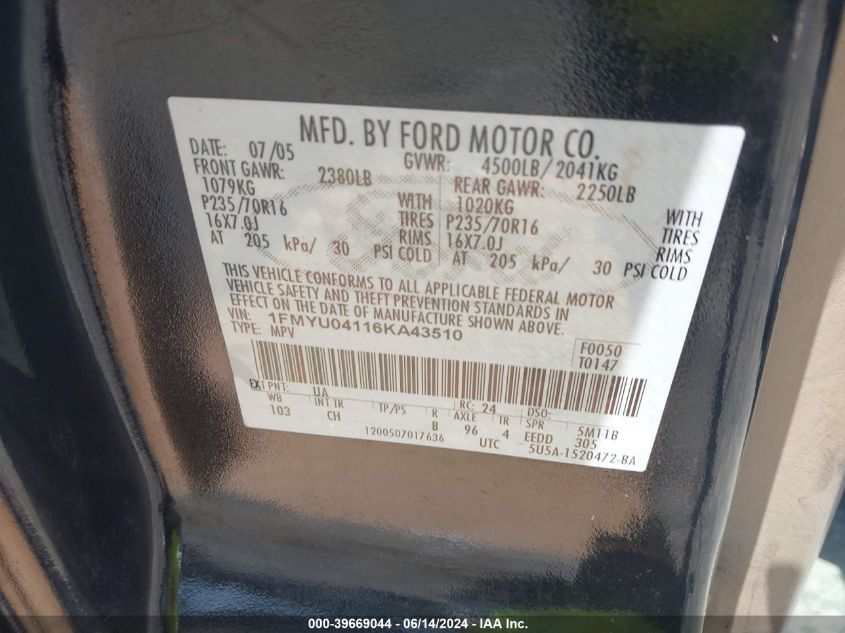 MFD. BY FORD MOTOR CO.
DATE: 07/05 GVWR: 4500LB/2041KG
FRONT GAWR: 2380LB REAR GAWR: 2250LB
1079KG WITH 1020KG WITH
P235/70R16 TIRES P235/70R16 TIRES
16X7.0J RIMS 16X7.0J RIMS
AT 205 kPa/ 30 PSI COLD AT 205 kPa/ 30 PSI COLD
THIS VEHICLE CONFORMS TO ALL APPLICABLE FEDERAL MOTOR
VEHICLE SAFETY AND THEFT PREVENTION STANDARDS IN
EFFECT ON THE DATE OF MANUFACTURE SHOWN ABOVE.
VIN: 1FMYU04116KA43510
TYPE: MPV
F0050
T0147
EXT PNT: UA RC: 24 DSO:
WB INT TR TP/PS R AXLE TR SPR 5M11B
103 CH B 96 4 EEDD 305
1200507017636 UTC 5U5A-1520472-BA
000-39669044 - 06/14/2024 - IAA Inc.